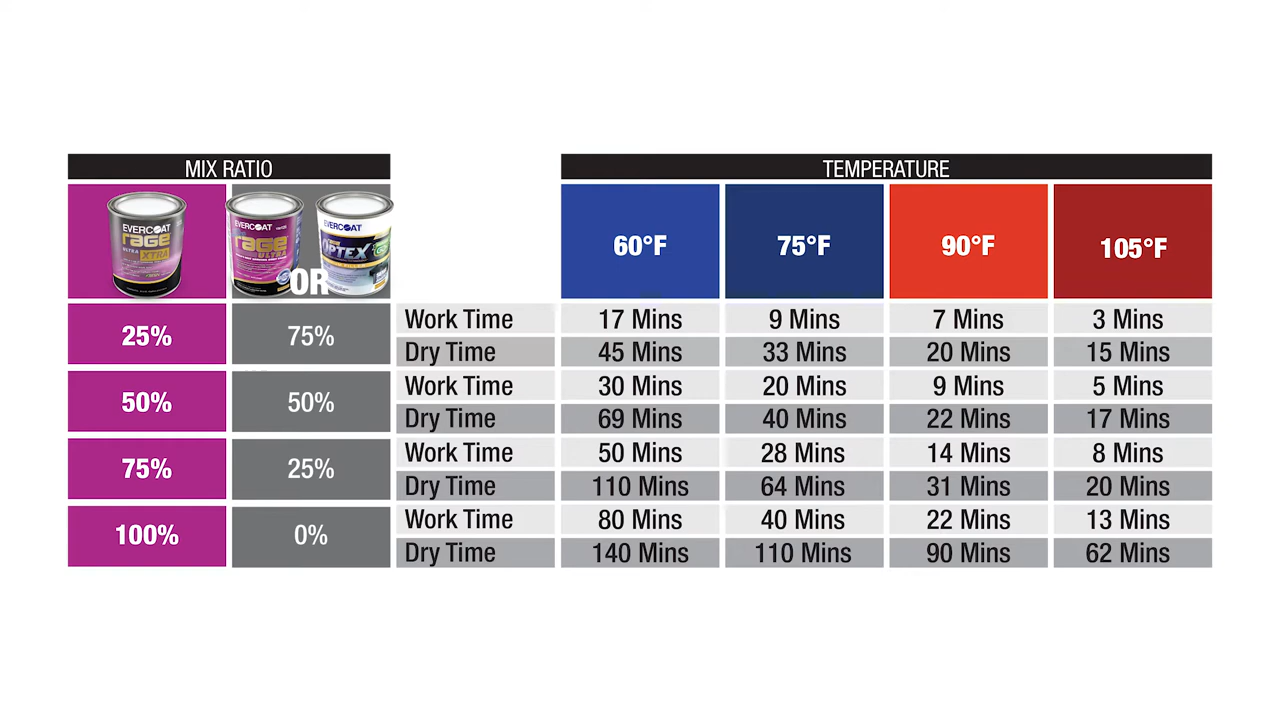 MIX RATIO
TEMPERATURE
EVERCOAT
rage
ULTRA XTRA
EVERCOAT
rage
ULTRA
OR
EVERCOAT
OPTEX
60°F
75°F
90°F
105°F
25%
75%
Work Time
17 Mins
9 Mins
7 Mins
3 Mins
Dry Time
45 Mins
33 Mins
20 Mins
15 Mins
50%
50%
Work Time
30 Mins
20 Mins
9 Mins
5 Mins
Dry Time
69 Mins
40 Mins
22 Mins
17 Mins
75%
25%
Work Time
50 Mins
28 Mins
14 Mins
8 Mins
Dry Time
110 Mins
64 Mins
31 Mins
20 Mins
100%
0%
Work Time
80 Mins
40 Mins
22 Mins
13 Mins
Dry Time
140 Mins
110 Mins
90 Mins
62 Mins